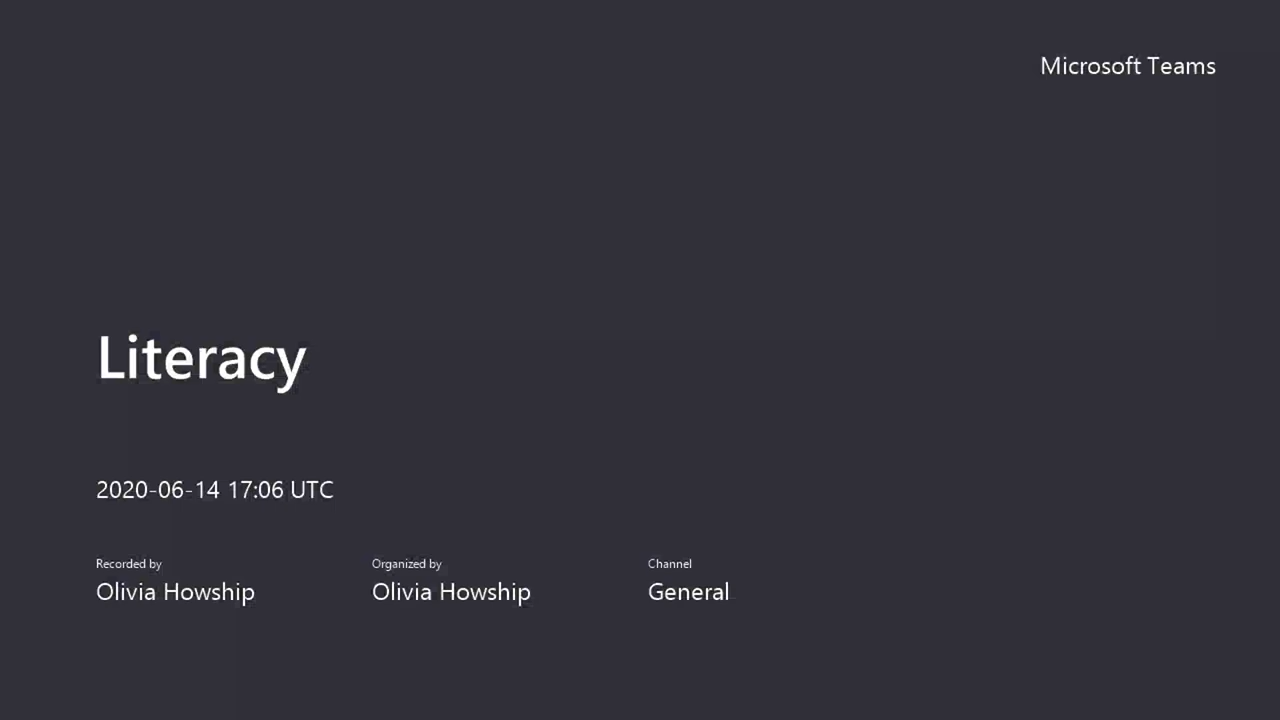 Microsoft Teams
Literacy
2020-06-14 17:06 UTC
Recorded by
Olivia Howship
Organized by
Olivia Howship
Channel
General